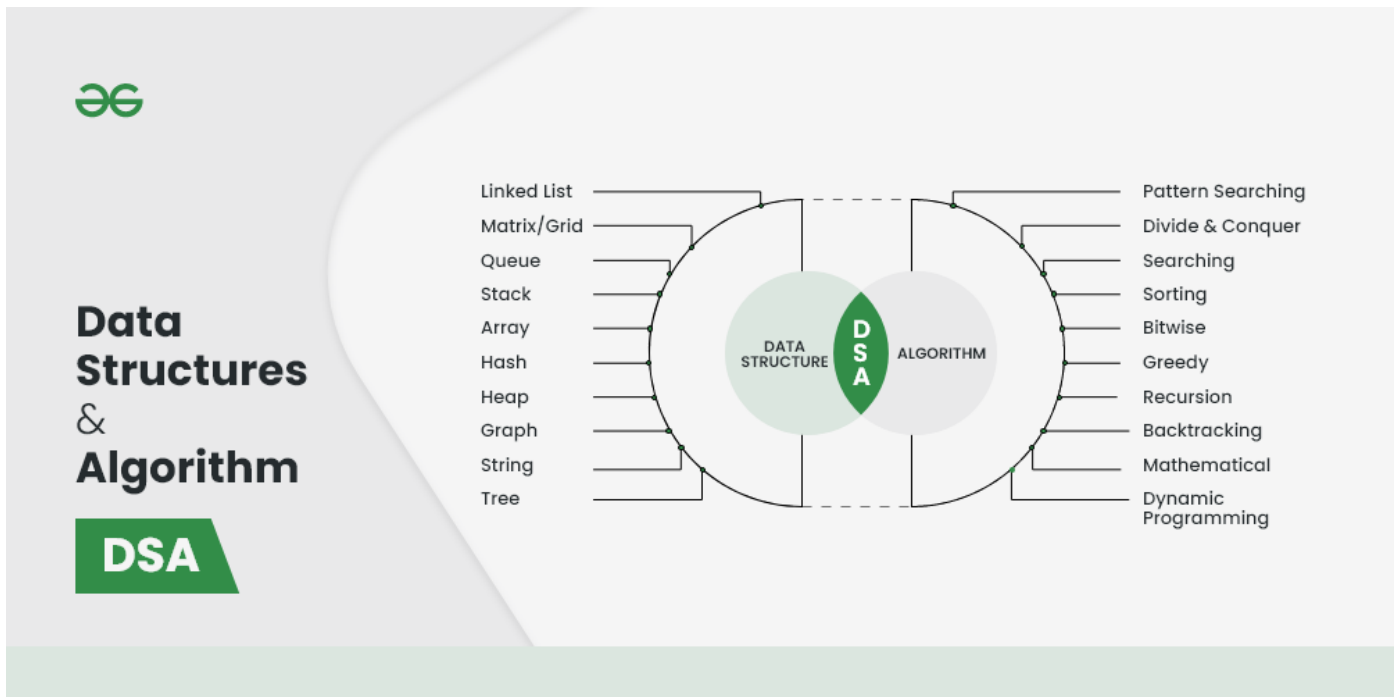 Data
Structures
&
Algorithm
DSA
Linked List
Matrix/Grid
Queue
Stack
Array
Hash
Heap
Graph
String
Tree
DATA
STRUCTURE
D
S
A
ALGORITHM
Pattern Searching
Divide & Conquer
Searching
Sorting
Bitwise
Greedy
Recursion
Backtracking
Mathematical
Dynamic
Programming